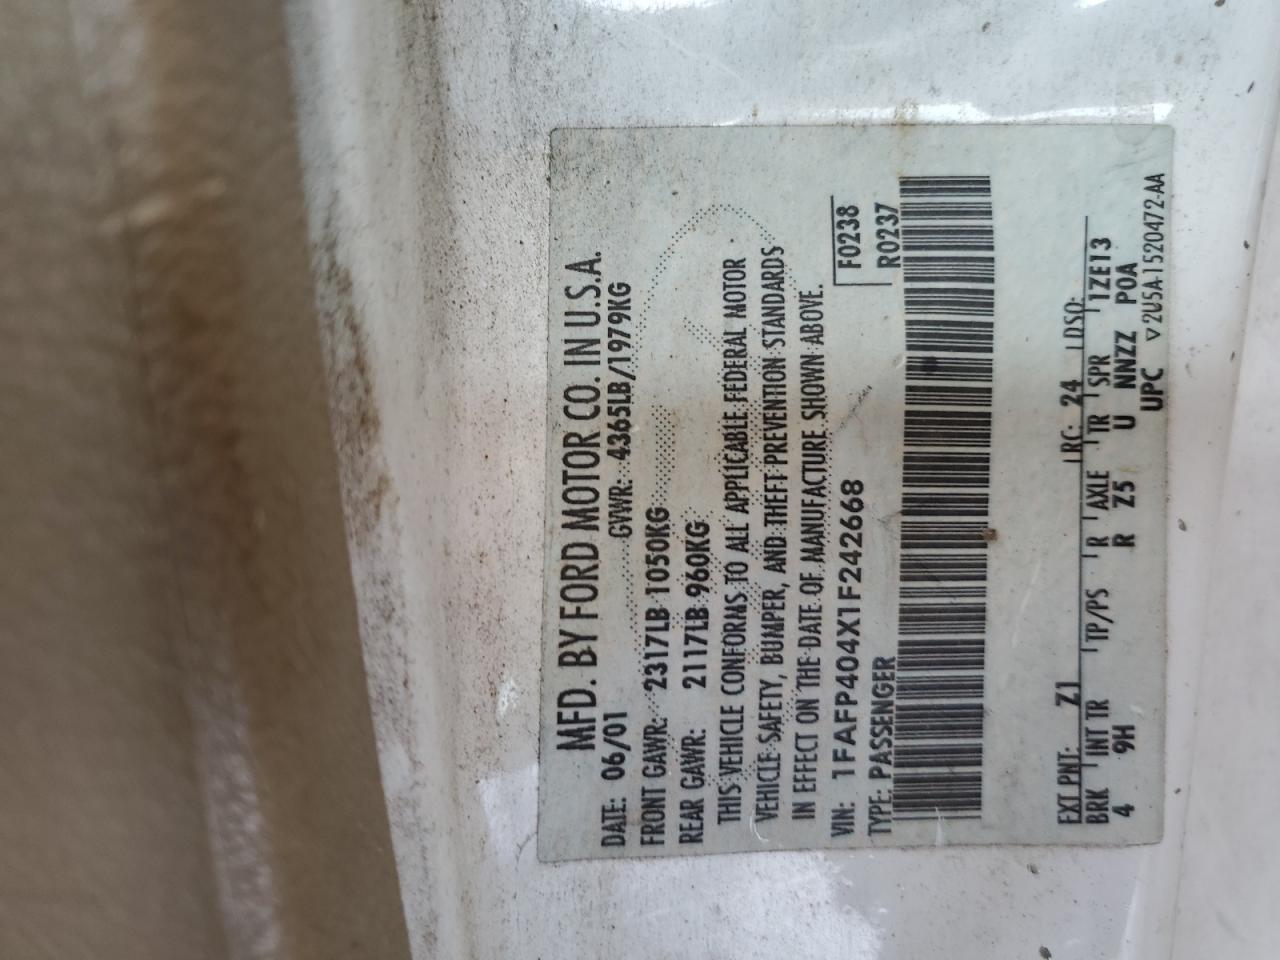 MFD. BY FORD MOTOR CO. IN U.S.A.
DATE: 06/01 GVWR: 4365LB/1979KG
FRONT GAWR: 2317LB 1050KG
REAR GAWR: 2117LB 960KG
THIS VEHICLE CONFORMS TO ALL APPLICABLE FEDERAL MOTOR
VEHICLE SAFETY, BUMPER, AND THEFT PREVENTION STANDARDS
IN EFFECT ON THE DATE OF MANUFACTURE SHOWN ABOVE.
VIN: 1FAFP404X1F242668 F0238
TYPE: PASSENGER R0237
EXT PNT: Z1 RC: 24 DSO:
BRK INT TR TP/PS R AXLE TR SPR 1ZE13
4 9H R Z5 U NNZZ P0A
UPC ▽2U5A-1520472-AA